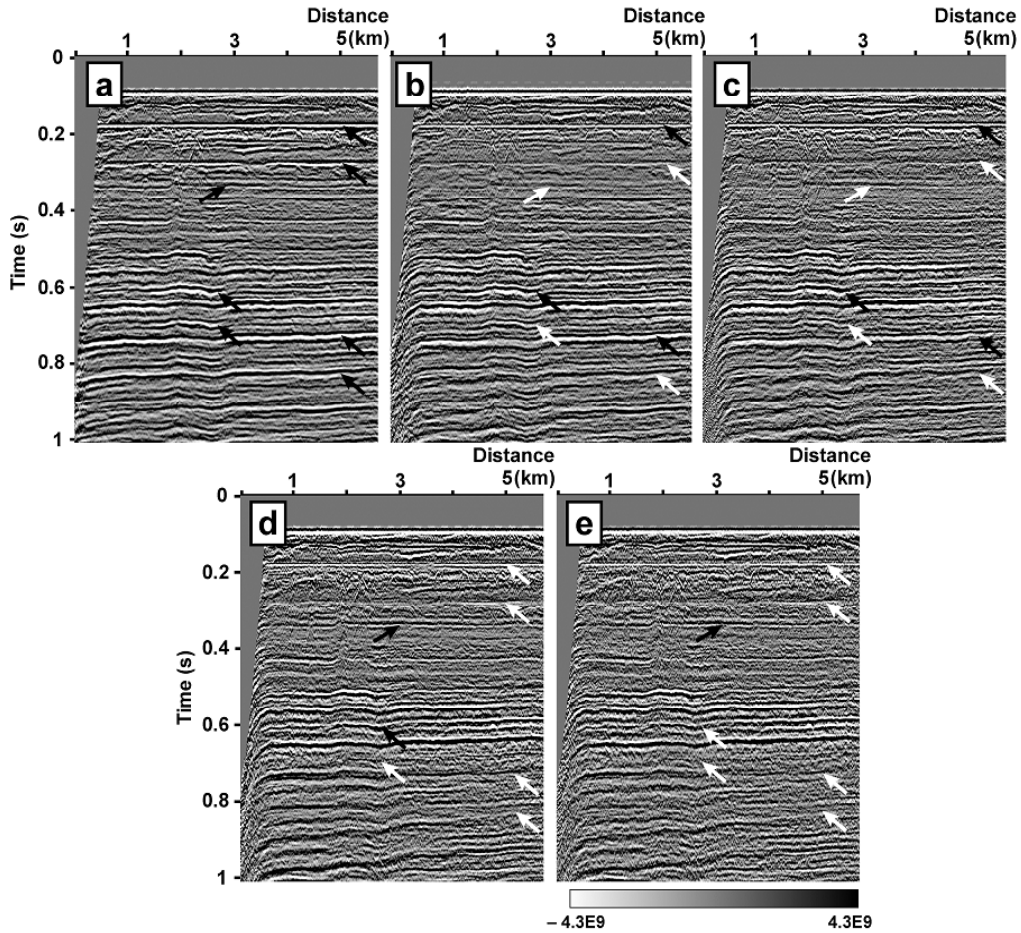 Distance Distance Distance
1 3 5(km) 1 3 5(km) 1 3 5(km)
0
a b c
0.2
0.4
Time (s)
0.6
0.8
1
Distance Distance
1 3 5(km) 1 3 5(km)
0
d e
0.2
0.4
Time (s)
0.6
0.8
1
– 4.3E9 4.3E9